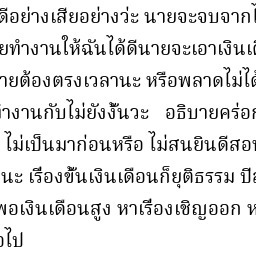 ดีอย่างเสียอย่างว่ะ นายจะจบจาก
ยทำงานให้ฉันได้ดีนายจะเอาเงินเดื
ายต้องตรงเวลานะ หรือพลาดไม่ได้
ทำงานกับไม่ยังงั้นวะ อธิบายคร่อก
ไม่เป็นมาก่อนหรือ ไม่สนยินดีสอน
นะ เรื่องขึ้นเงินเดือนก็ยุติธรรม ปีล
พอเงินเดือนสูง หาเรื่องเชิญออก ห
อไป